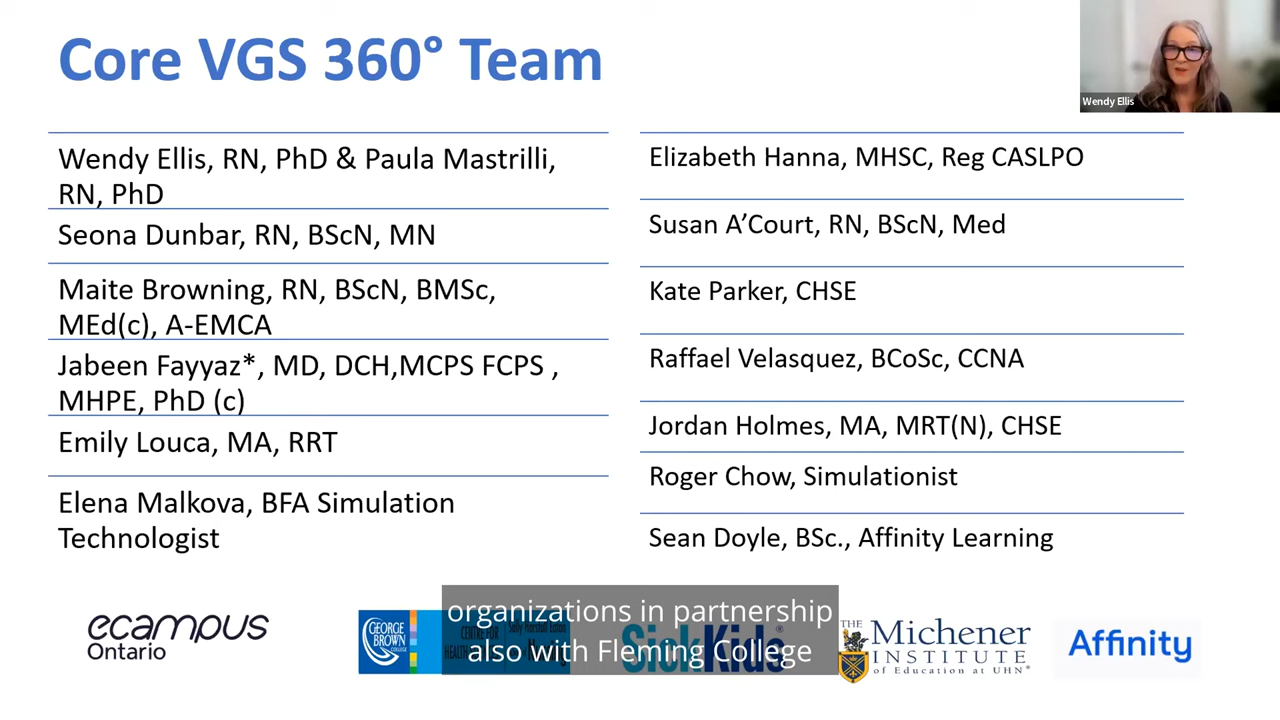 Core VGS 360° Team
Wendy Ellis
Wendy Ellis, RN, PhD & Paula Mastrilli,
RN, PhD
Seona Dunbar, RN, BScN, MN
Maite Browning, RN, BScN, BMSc,
MEd(c), A-EMCA
Jabeen Fayyaz*, MD, DCH,MCPS FCPS ,
MHPE, PhD (c)
Emily Louca, MA, RRT
Elena Malkova, BFA Simulation
Technologist
Elizabeth Hanna, MHSC, Reg CASLPO
Susan A’Court, RN, BScN, Med
Kate Parker, CHSE
Raffael Velasquez, BCoSc, CCNA
Jordan Holmes, MA, MRT(N), CHSE
Roger Chow, Simulationist
Sean Doyle, BSc., Affinity Learning
organizations in partnership
also with Fleming College
ecampus
Ontario
GEORGE
BROWN
COLLEGE
SickKids
THE Michener
INSTITUTE
of Education at UHN
Affinity